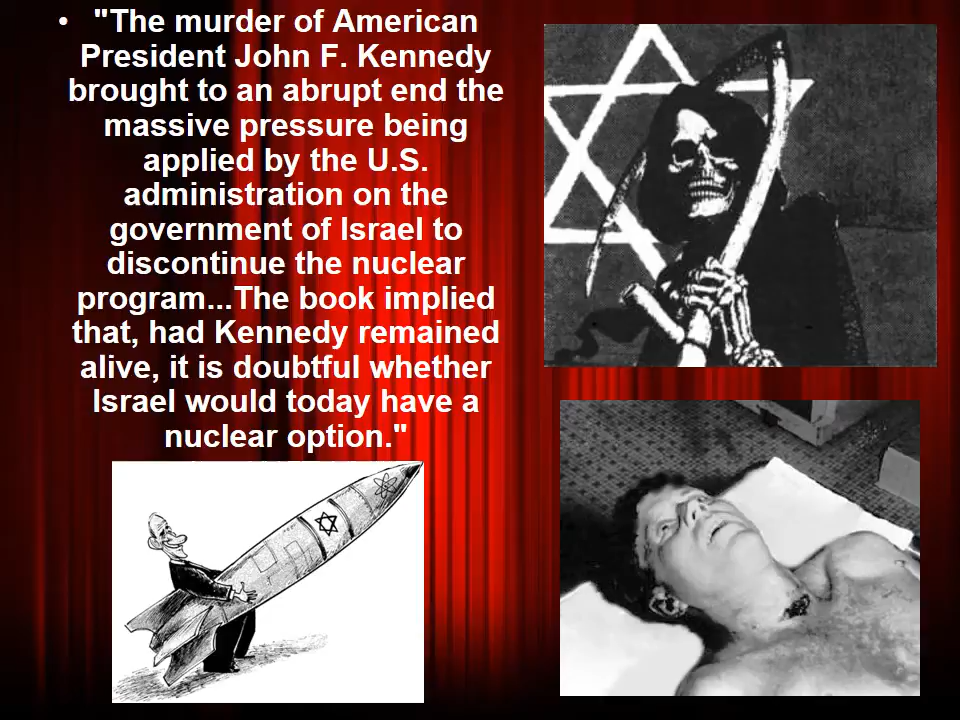 • "The murder of American
President John F. Kennedy
brought to an abrupt end the
massive pressure being
applied by the U.S.
administration on the
government of Israel to
discontinue the nuclear
program...The book implied
that, had Kennedy remained
alive, it is doubtful whether
Israel would today have a
nuclear option."